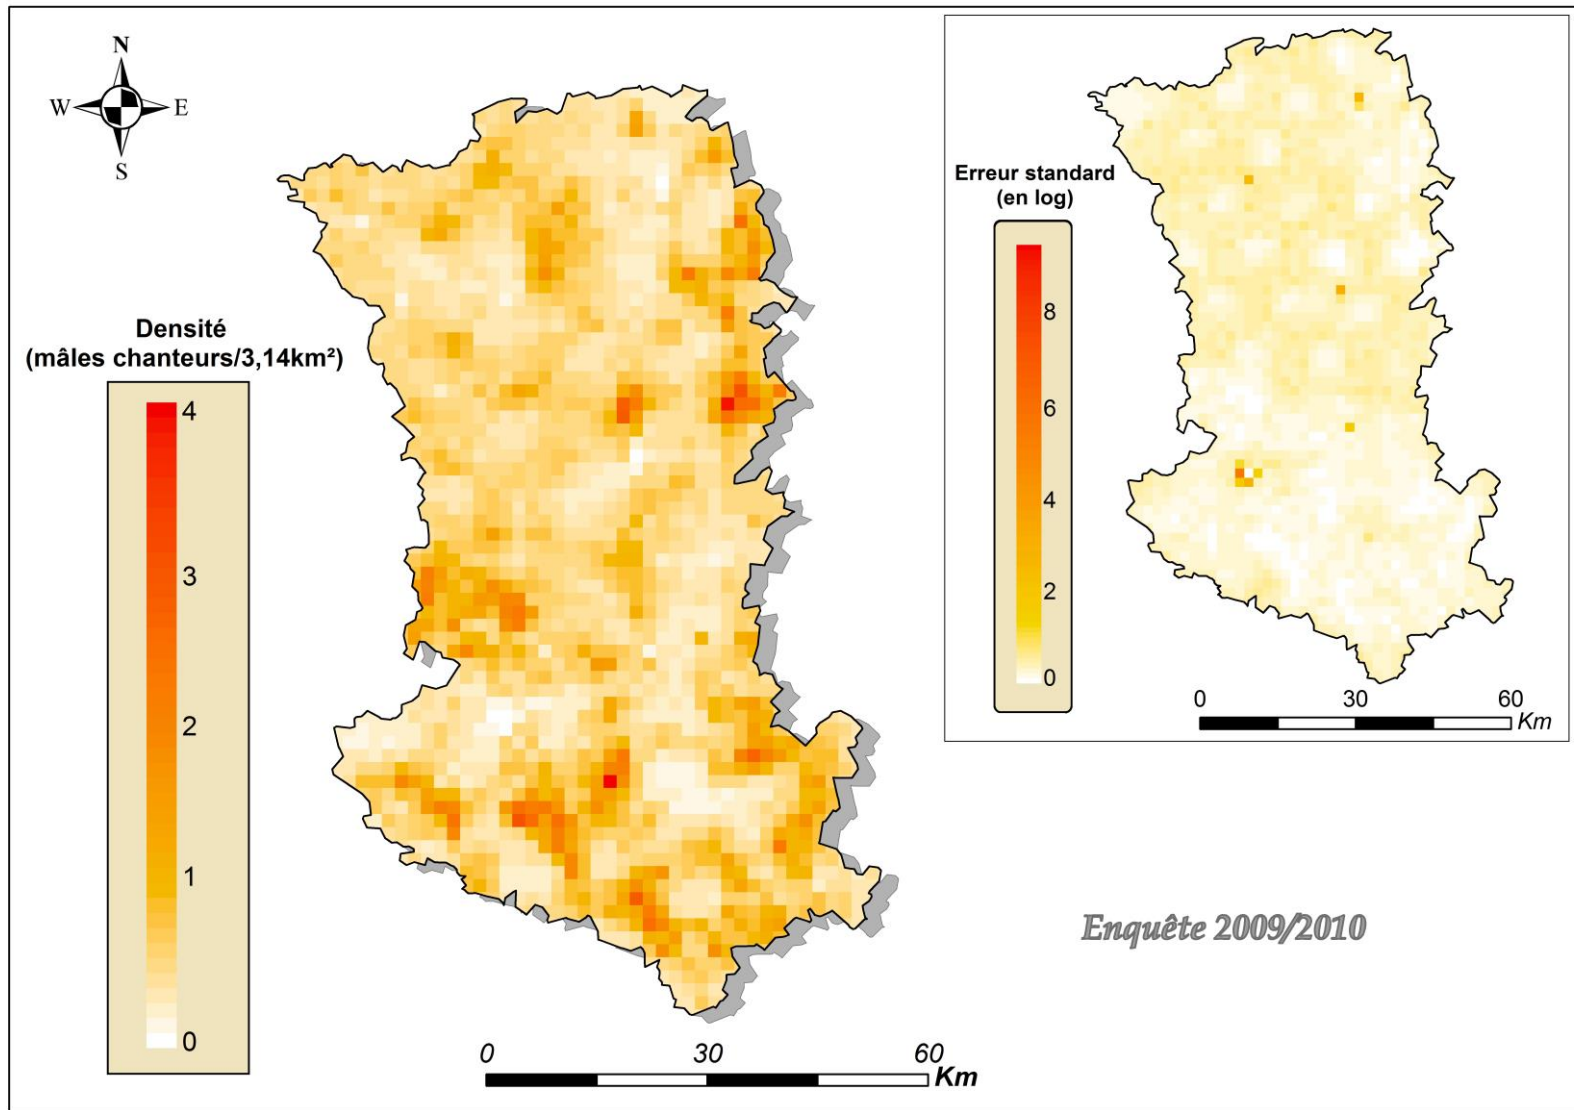 N
W E
S
Densité
(mâles chanteurs/3,14km²)
4
3
2
1
0
0 30 60
Km
Erreur standard
(en log)
8
6
4
2
0
0 30 60
Km
Enquête 2009/2010